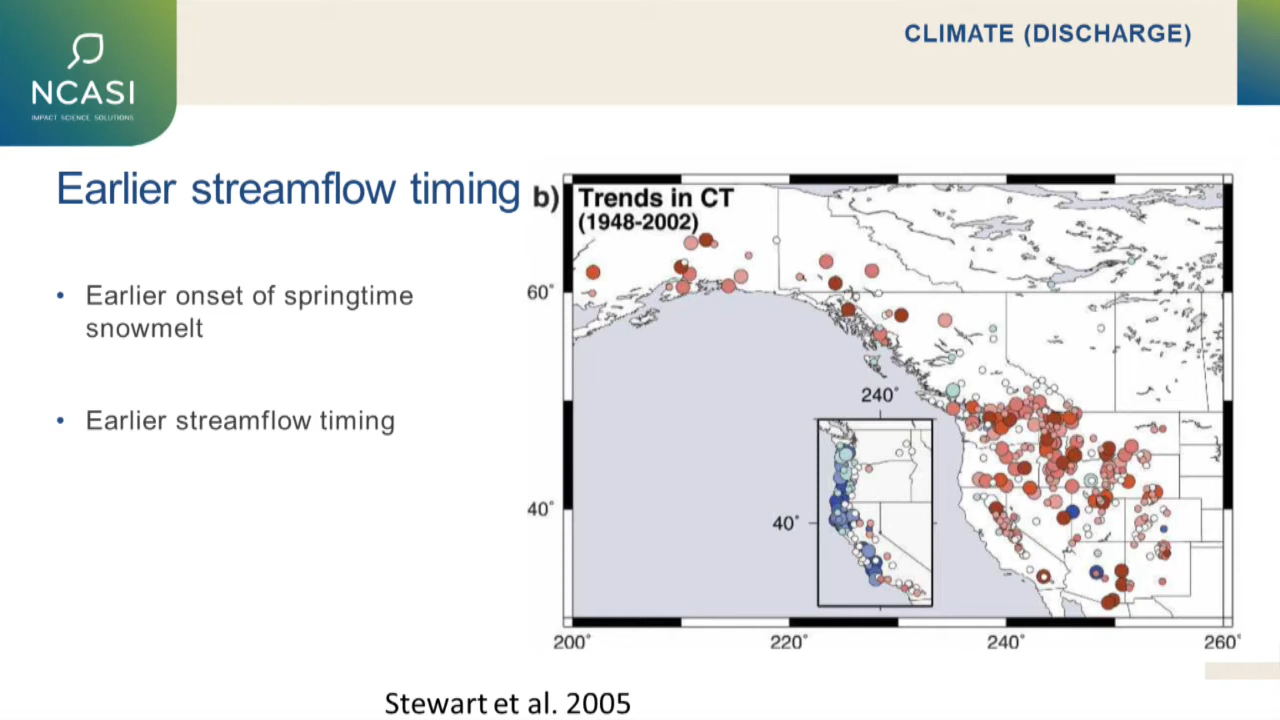 NCASI
IMPACT SCIENCE SOLUTIONS
CLIMATE (DISCHARGE)
Earlier streamflow timing
• Earlier onset of springtime
snowmelt
• Earlier streamflow timing
b) Trends in CT
(1948-2002)
60°
240°
40°
40°
200°
220°
240°
260°
Stewart et al. 2005